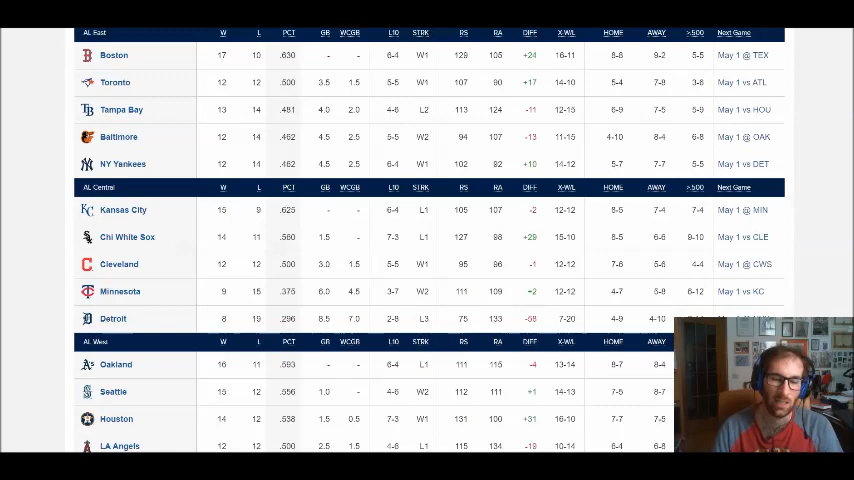 AL East W L PCT GB WCGB L10 STRK RS RA DIFF X-W/L HOME AWAY >.500 Next Game
Boston 17 10 .630 - - 6-4 W1 129 105 +24 16-11 8-8 9-2 5-5 May 1 @ TEX
Toronto 12 12 .500 3.5 1.5 5-5 W1 107 90 +17 14-10 5-4 7-8 3-6 May 1 vs ATL
Tampa Bay 13 14 .481 4.0 2.0 4-6 L2 113 124 -11 12-15 6-9 7-5 5-9 May 1 vs HOU
Baltimore 12 14 .462 4.5 2.5 5-5 W2 94 107 -13 11-15 4-10 8-4 6-8 May 1 @ OAK
NY Yankees 12 14 .462 4.5 2.5 6-4 W1 102 92 +10 14-12 5-7 7-7 5-5 May 1 vs DET
AL Central W L PCT GB WCGB L10 STRK RS RA DIFF X-W/L HOME AWAY >.500 Next Game
Kansas City 15 9 .625 - - 6-4 L1 105 107 -2 12-12 8-5 7-4 7-4 May 1 @ MIN
Chi White Sox 14 11 .560 1.5 - 7-3 L1 127 98 +29 15-10 8-5 6-6 9-10 May 1 vs CLE
Cleveland 12 12 .500 3.0 1.5 5-5 W1 95 96 -1 12-12 7-6 5-6 4-4 May 1 @ CWS
Minnesota 9 15 .375 6.0 4.5 3-7 W2 111 109 +2 12-12 4-7 5-8 6-12 May 1 vs KC
Detroit 8 19 .296 8.5 7.0 2-8 L3 75 133 -58 7-20 4-9 4-10
AL West W L PCT GB WCGB L10 STRK RS RA DIFF X-W/L HOME AWAY
Oakland 16 11 .593 - - 6-4 L1 111 115 -4 13-14 8-7 8-4
Seattle 15 12 .556 1.0 - 4-6 W2 112 111 +1 14-13 7-5 8-7
Houston 14 12 .538 1.5 0.5 7-3 W1 131 100 +31 16-10 7-7 7-5
LA Angels 12 12 .500 2.5 1.5 4-6 L1 115 134 -19 10-14 6-4 6-8